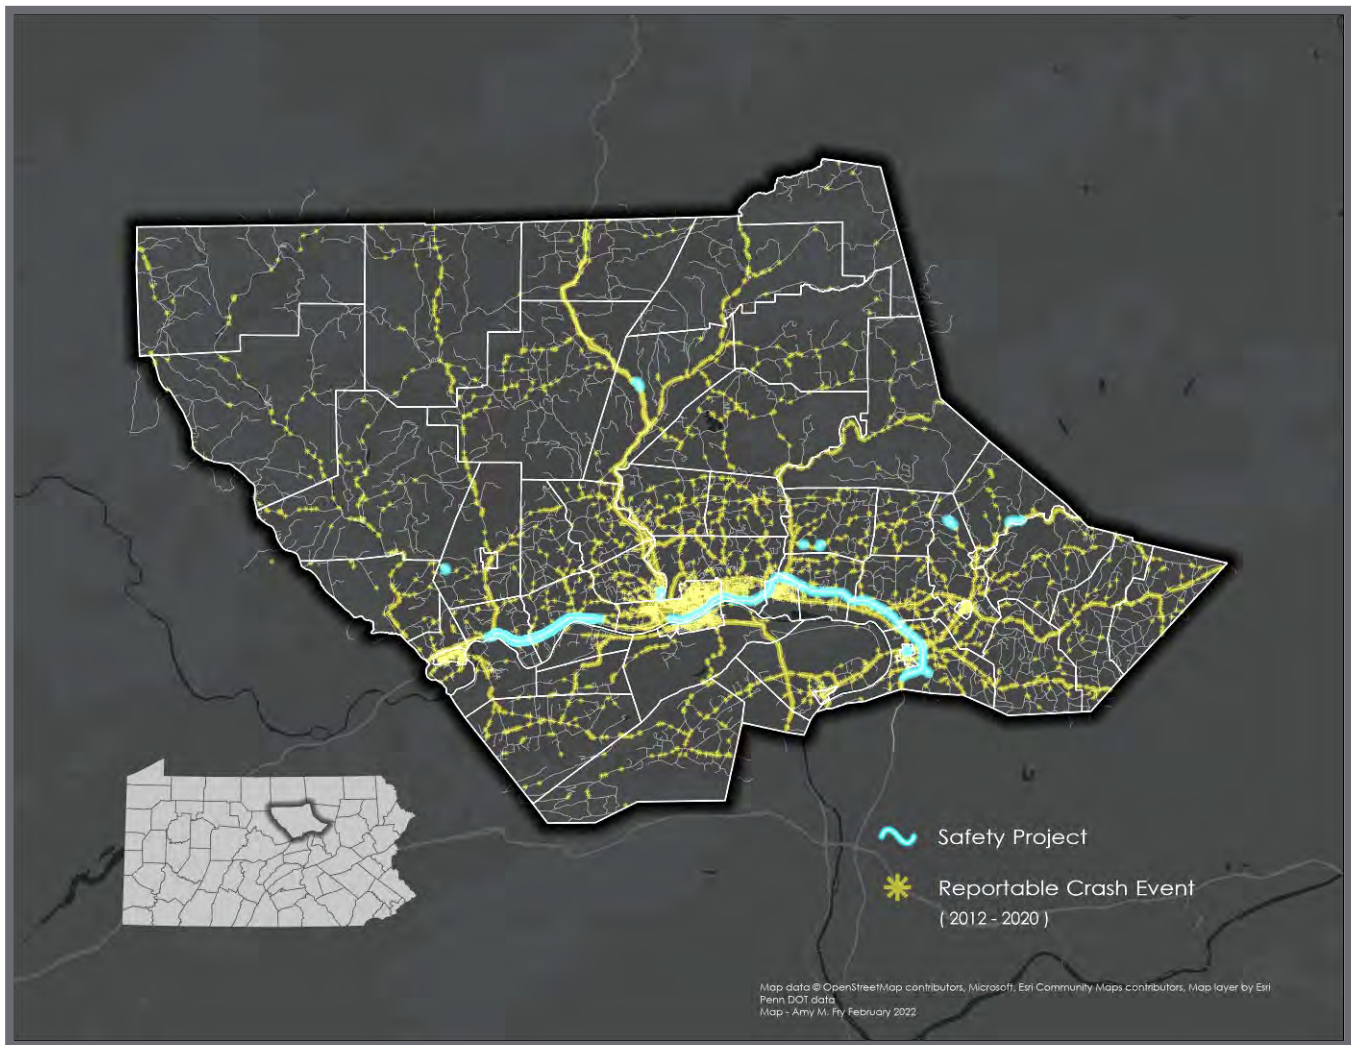 Safety Project
Reportable Crash Event
( 2012 - 2020 )
Map data © OpenStreetMap contributors, Microsoft, Esri Community Maps contributors, Map layer by Esri
Penn DOT data
Map - Amy M. Fry February 2022